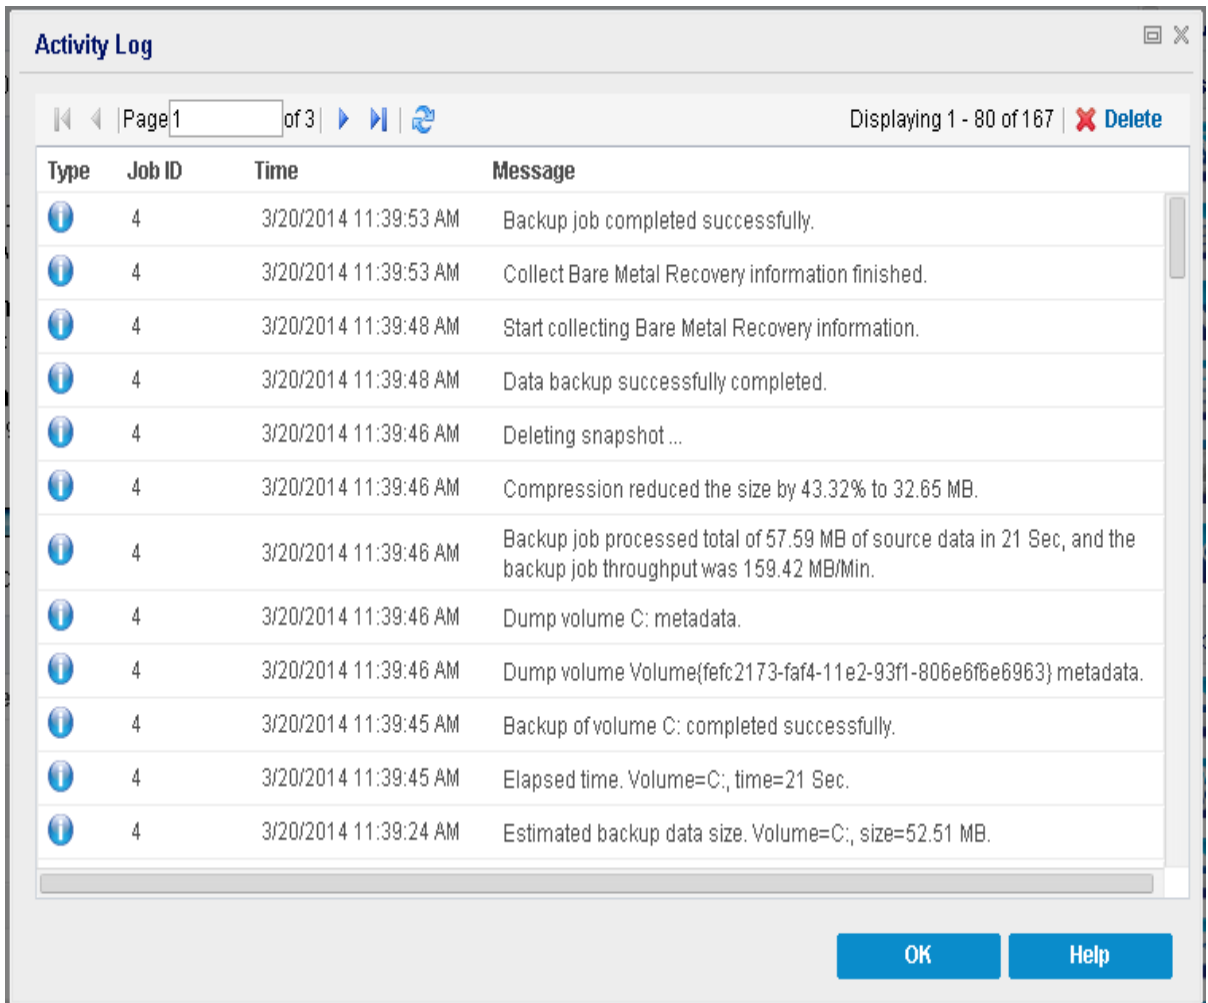 Activity Log
Page 1 of 3 Displaying 1 - 80 of 167 Delete
Type Job ID Time Message
4 3/20/2014 11:39:53 AM Backup job completed successfully.
4 3/20/2014 11:39:53 AM Collect Bare Metal Recovery information finished.
4 3/20/2014 11:39:48 AM Start collecting Bare Metal Recovery information.
4 3/20/2014 11:39:48 AM Data backup successfully completed.
4 3/20/2014 11:39:46 AM Deleting snapshot ...
4 3/20/2014 11:39:46 AM Compression reduced the size by 43.32% to 32.65 MB.
4 3/20/2014 11:39:46 AM Backup job processed total of 57.59 MB of source data in 21 Sec, and the
backup job throughput was 159.42 MB/Min.
4 3/20/2014 11:39:46 AM Dump volume C: metadata.
4 3/20/2014 11:39:46 AM Dump volume Volume{fefc2173-faf4-11e2-93f1-806e6f6e6963} metadata.
4 3/20/2014 11:39:45 AM Backup of volume C: completed successfully.
4 3/20/2014 11:39:45 AM Elapsed time. Volume=C:, time=21 Sec.
4 3/20/2014 11:39:24 AM Estimated backup data size. Volume=C:, size=52.51 MB.
OK Help